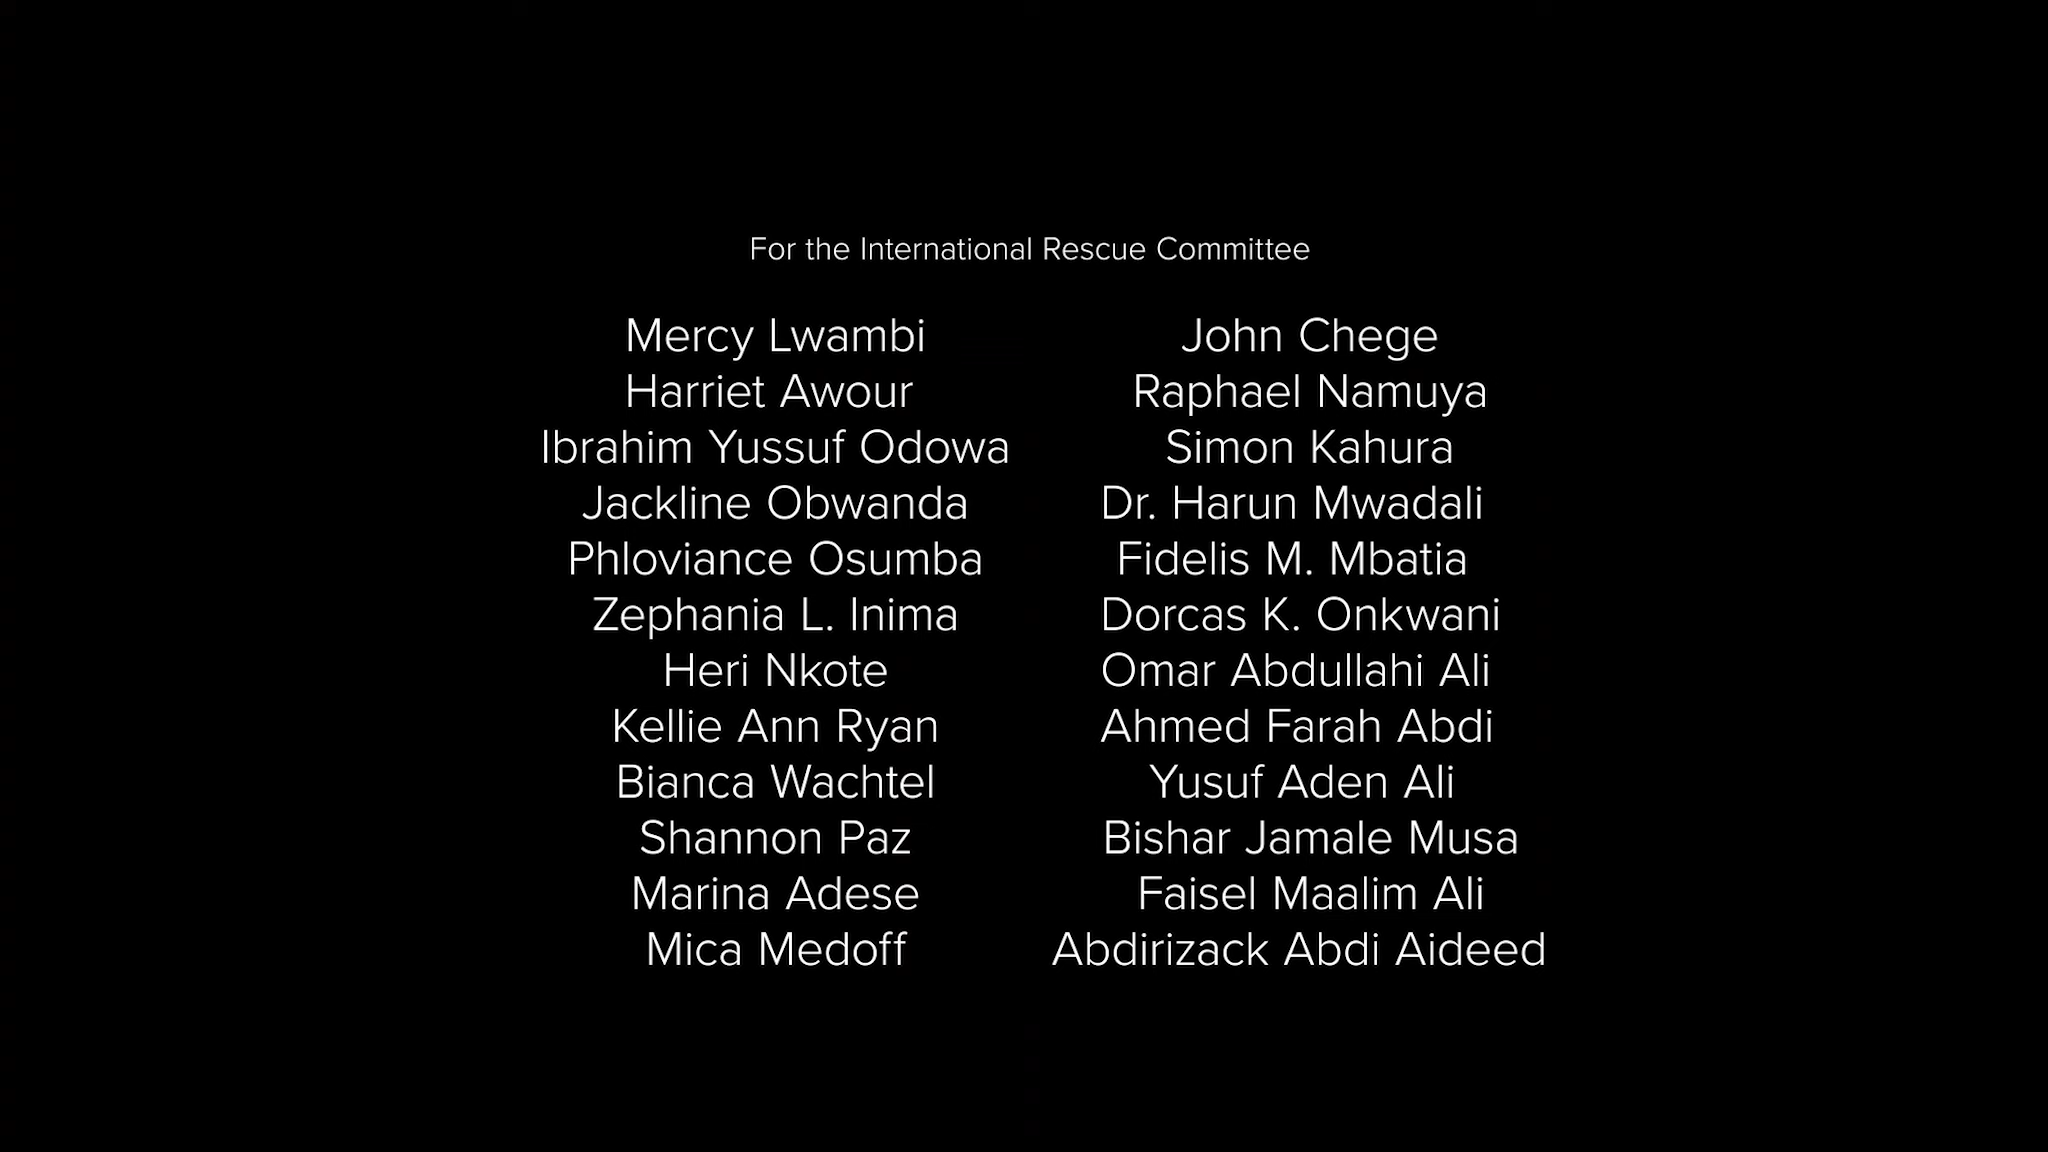 For the International Rescue Committee
Mercy Lwambi
Harriet Awour
Ibrahim Yussuf Odowa
Jackline Obwanda
Phloviance Osumba
Zephania L. Inima
Heri Nkote
Kellie Ann Ryan
Bianca Wachtel
Shannon Paz
Marina Adese
Mica Medoff
John Chege
Raphael Namuya
Simon Kahura
Dr. Harun Mwadali
Fidelis M. Mbatia
Dorcas K. Onkwani
Omar Abdullahi Ali
Ahmed Farah Abdi
Yusuf Aden Ali
Bishar Jamale Musa
Faisel Maalim Ali
Abdirizack Abdi Aideed